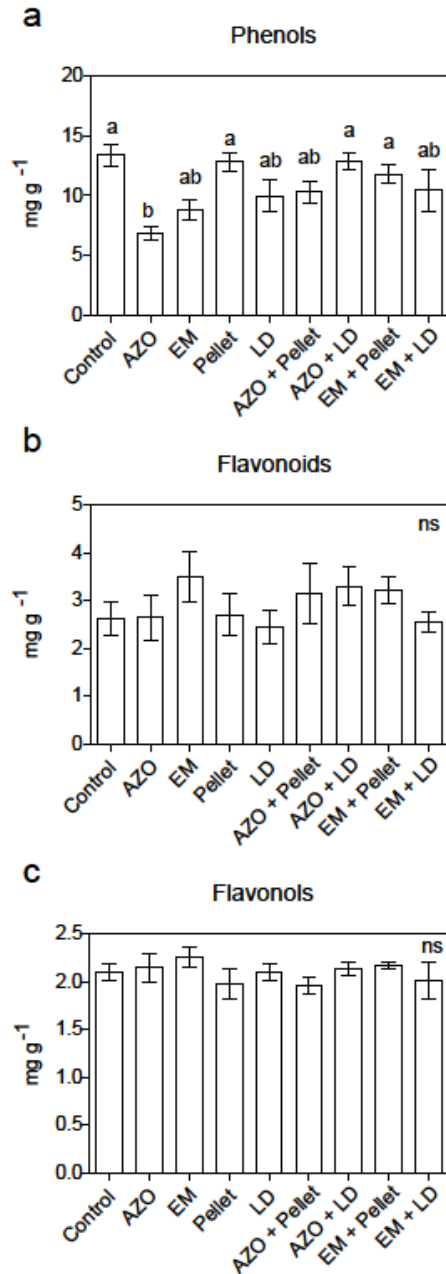 a
Phenols
20
15
10
5
0
mg g -1
a
b
ab
a
ab
ab
a
a
ab
Control
AZO
EM
Pellet
LD
AZO + Pellet
AZO + LD
EM + Pellet
EM + LD
b
Flavonoids
5
4
3
2
1
0
mg g -1
ns
Control
AZO
EM
Pellet
LD
AZO + Pellet
AZO + LD
EM + Pellet
EM + LD
c
Flavonols
2.5
2.0
1.5
1.0
0.5
0.0
mg g -1
ns
Control
AZO
EM
Pellet
LD
AZO + Pellet
AZO + LD
EM + Pellet
EM + LD